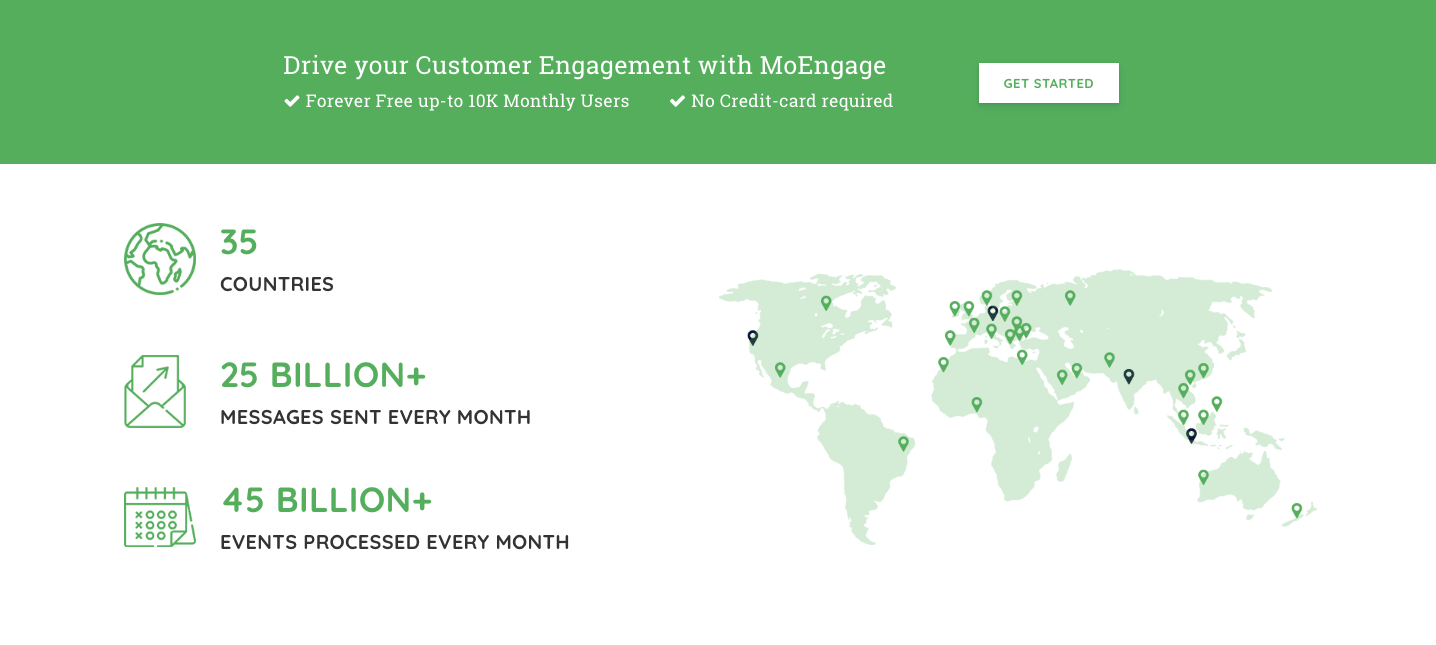 Drive your Customer Engagement with MoEngage
Forever Free up-to 10K Monthly Users
No Credit-card required
GET STARTED
35
COUNTRIES
25 BILLION+
MESSAGES SENT EVERY MONTH
45 BILLION+
EVENTS PROCESSED EVERY MONTH